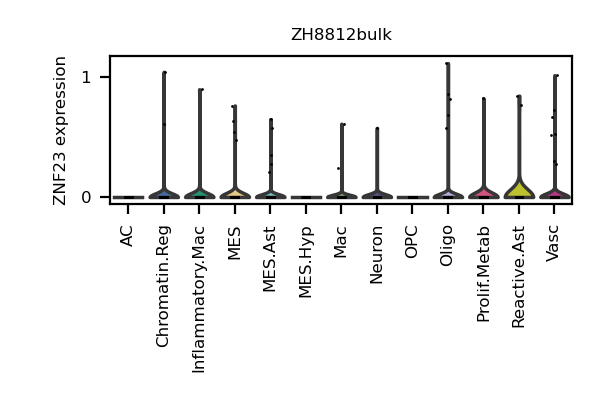 ZH8812bulk
ZNF23 expression
1
0
AC
Chromatin.Reg
Inflammatory.Mac
MES
MES.Ast
MES.Hyp
Mac
Neuron
OPC
Oligo
Prolif.Metab
Reactive.Ast
Vasc